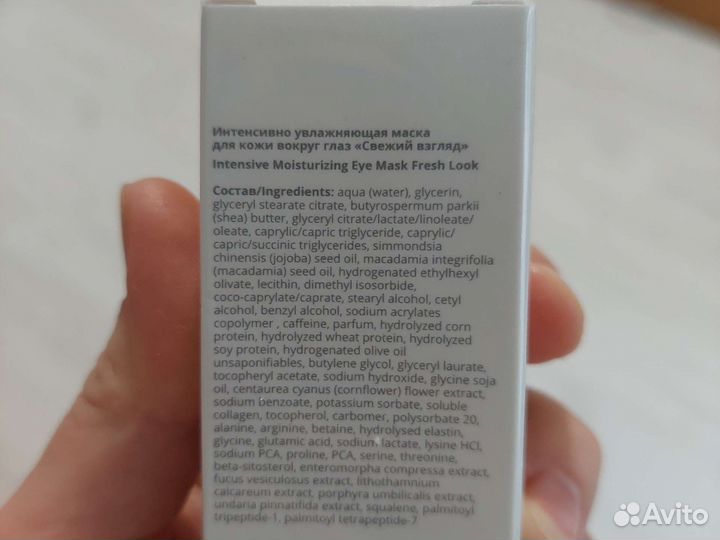 Интенсивно увлажняющая маска
для кожи вокруг глаз «Свежий взгляд»
Intensive Moisturizing Eye Mask Fresh Look
Состав/Ingredients: aqua (water), glycerin,
glyceryl stearate citrate, butyrospermum parkii
(shea) butter, glyceryl citrate/lactate/linoleate/
oleate, caprylic/capric triglyceride, caprylic/
capric/succinic triglycerides, simmondsia
chinensis (jojoba) seed oil, macadamia integrifolia
(macadamia) seed oil, hydrogenated ethylhexyl
olivate, lecithin, dimethyl isosorbide,
coco-caprylate/caprate, stearyl alcohol, cetyl
alcohol, benzyl alcohol, sodium acrylates
copolymer , caffeine, parfum, hydrolyzed corn
protein, hydrolyzed wheat protein, hydrolyzed
soy protein, hydrogenated olive oil
unsaponifiables, butylene glycol, glyceryl laurate,
tocopheryl acetate, sodium hydroxide, glycine soja
oil, centaurea cyanus (cornflower) flower extract,
sodium benzoate, potassium sorbate, soluble
collagen, tocopherol, carbomer, polysorbate 20,
alanine, arginine, betaine, hydrolysed elastin,
glycine, glutamic acid, sodium lactate, lysine HCl,
sodium PCA, proline, PCA, serine, threonine,
beta-sitosterol, enteromorpha compressa extract,
fucus vesiculosus extract, lithothamnium
calcareum extract, porphyra umbilicalis extract,
undaria pinnatifida extract, squalene, palmitoyl
tripeptide-1, palmitoyl tetrapeptide-7
Avito